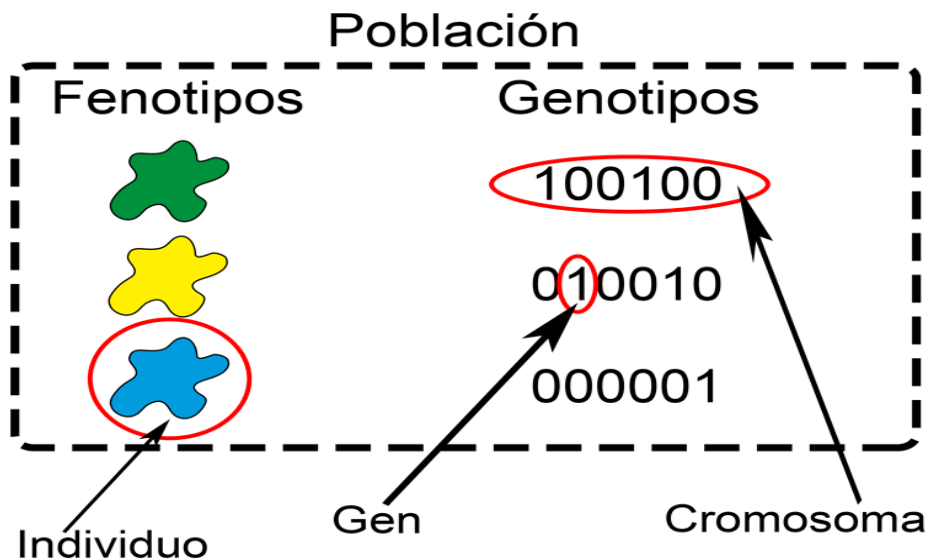 Población
Fenotipos Genotipos
100100
010010
000001
Individuo Gen Cromosoma